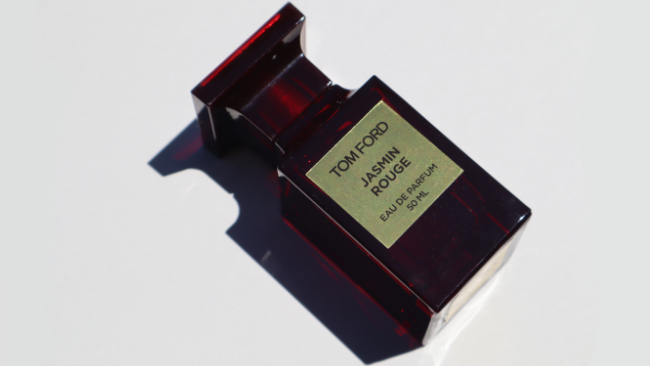 TOM FORD
JASMIN
ROUGE
EAU DE PARFUM
50 ML